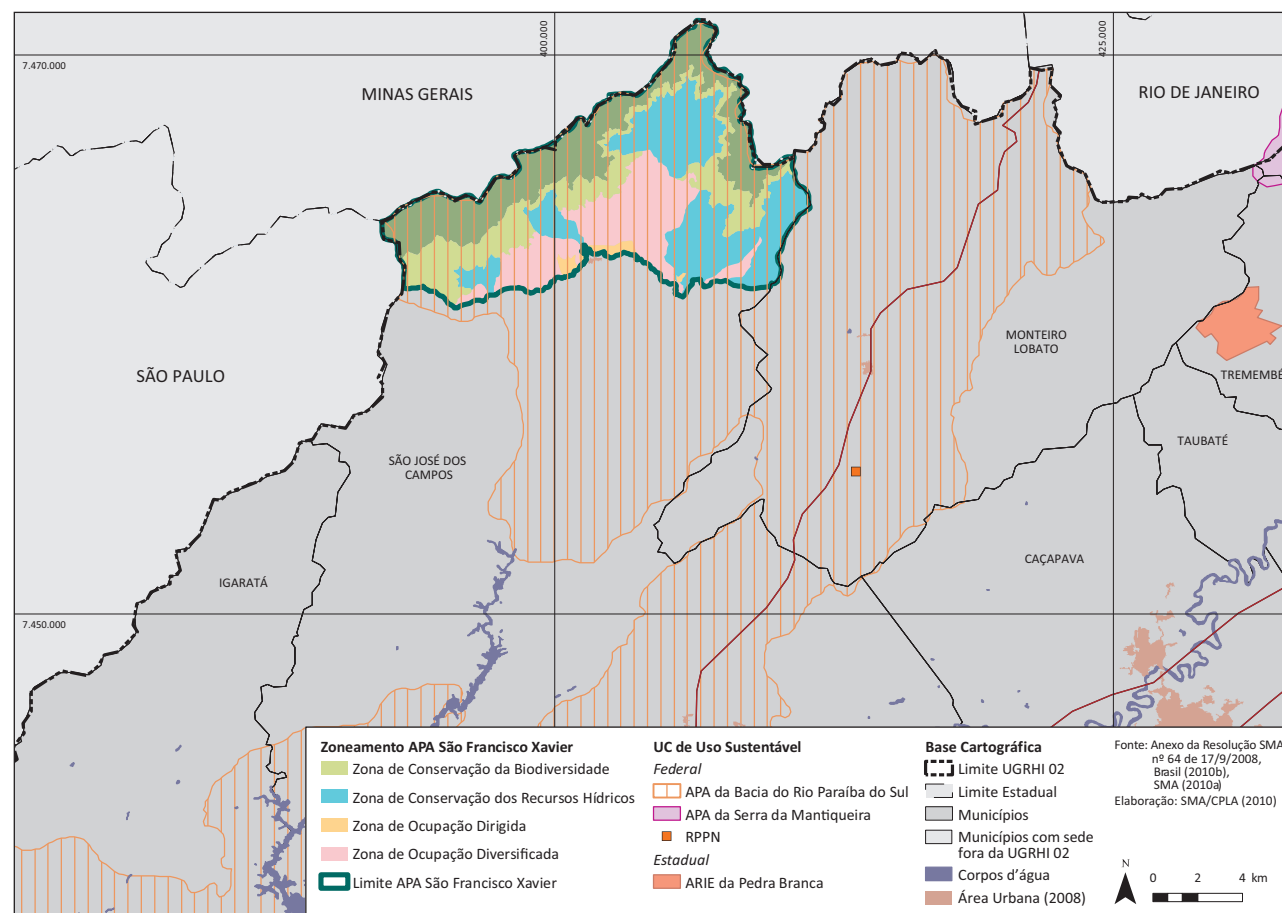 400.000
425.000
7.470.000
MINAS GERAIS
RIO DE JANEIRO
MONTEIRO
LOBATO
SÃO PAULO
TREMEMBÉ
TAUBATÉ
SÃO JOSÉ DOS
CAMPOS
CAÇAPAVA
IGARATÁ
7.450.000
Zoneamento APA São Francisco Xavier
Zona de Conservação da Biodiversidade
Zona de Conservação dos Recursos Hídricos
Zona de Ocupação Dirigida
Zona de Ocupação Diversificada
Limite APA São Francisco Xavier
UC de Uso Sustentável
Federal
APA da Bacia do Rio Paraíba do Sul
APA da Serra da Mantiqueira
RPPN
Estadual
ARIE da Pedra Branca
Base Cartográfica
Limite UGRHI 02
Limite Estadual
Municípios
Municípios com sede
fora da UGRHI 02
Corpos d'água
Área Urbana (2008)
Fonte: Anexo da Resolução SMA
nº 64 de 17/9/2008,
Brasil (2010b),
SMA (2010a)
Elaboração: SMA/CPLA (2010)
N
0 2 4 km